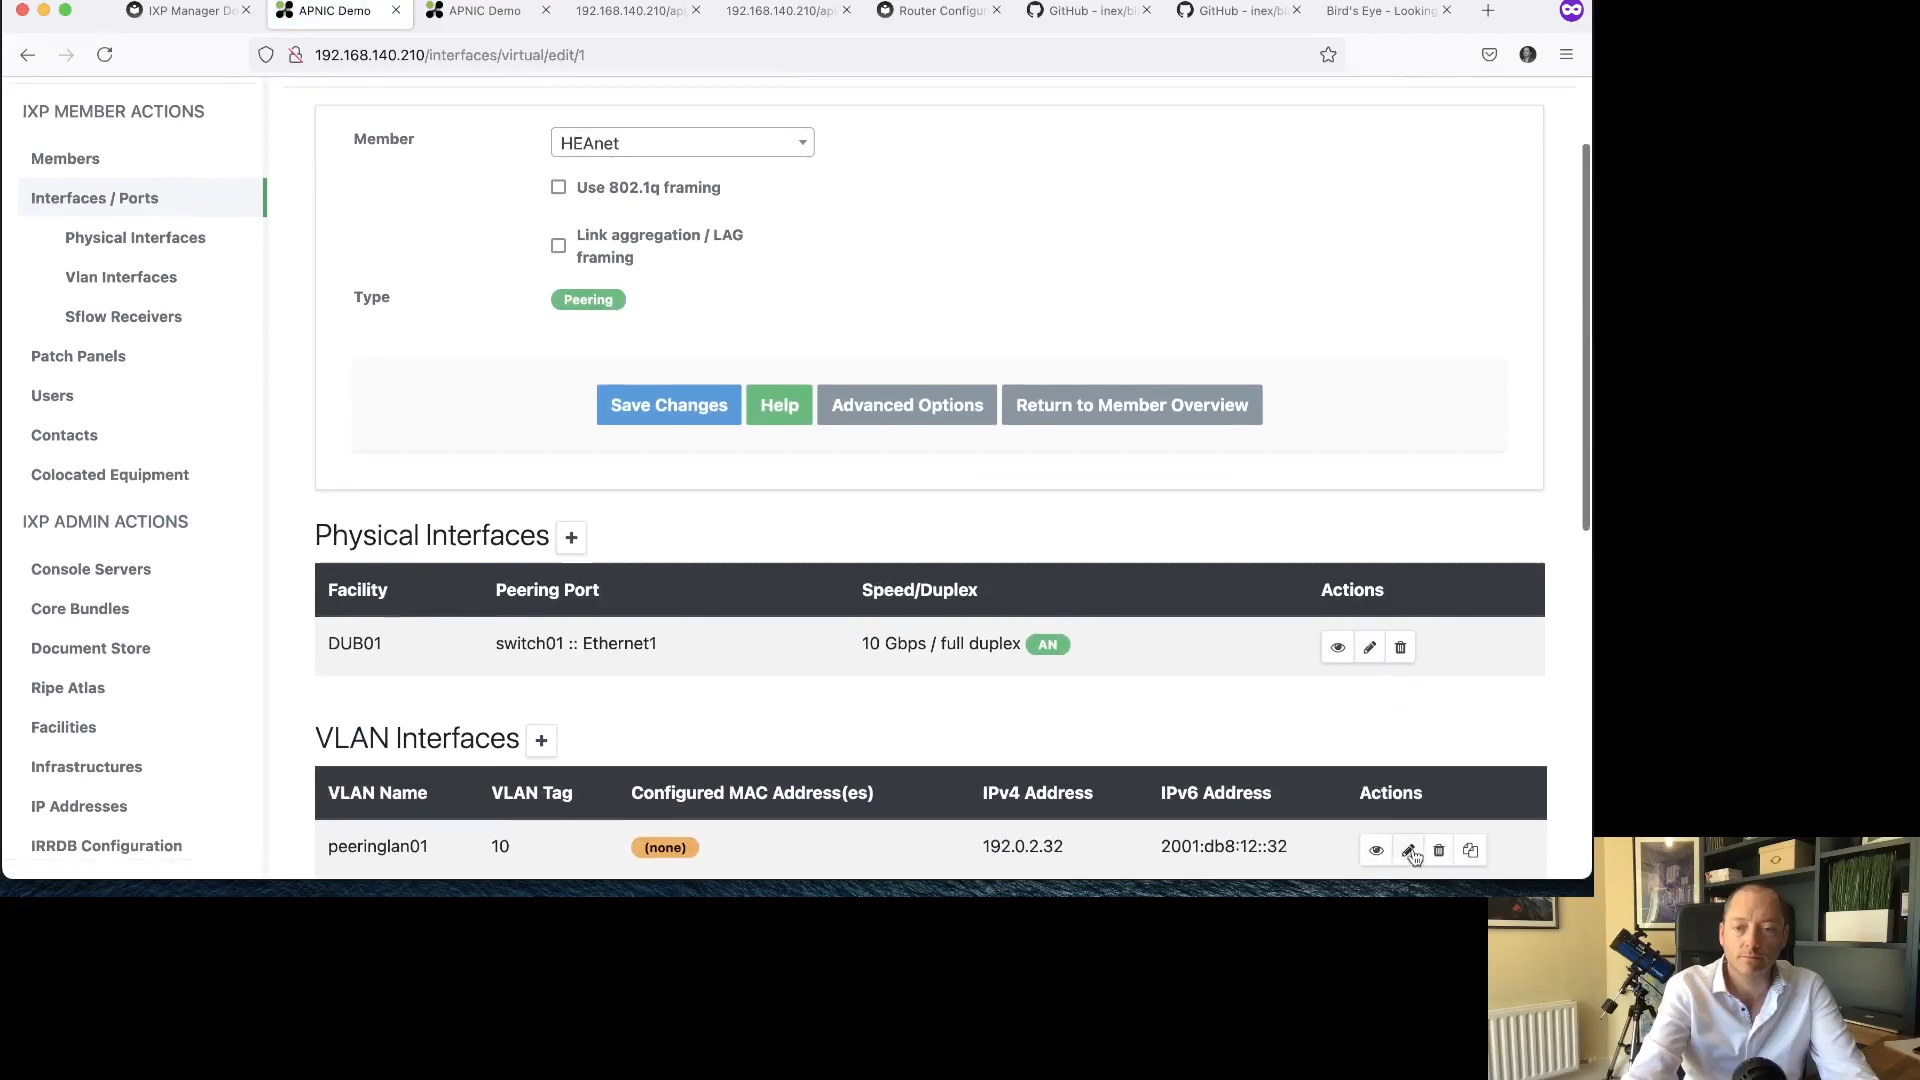 IXP Manager Do
APNIC Demo
APNIC Demo
192.168.140.210/api
192.168.140.210/api
Router Configur
GitHub - inex/bi
GitHub - inex/bi
Bird's Eye - Looking
192.168.140.210/interfaces/virtual/edit/1
IXP MEMBER ACTIONS
Members
Interfaces / Ports
Physical Interfaces
Vlan Interfaces
Sflow Receivers
Patch Panels
Users
Contacts
Colocated Equipment
IXP ADMIN ACTIONS
Console Servers
Core Bundles
Document Store
Ripe Atlas
Facilities
Infrastructures
IP Addresses
IRRDB Configuration
Member
HEAnet
Use 802.1q framing
Link aggregation / LAG
framing
Type
Peering
Save Changes
Help
Advanced Options
Return to Member Overview
Physical Interfaces +
Facility
Peering Port
Speed/Duplex
Actions
DUB01
switch01 :: Ethernet1
10 Gbps / full duplex AN
VLAN Interfaces +
VLAN Name
VLAN Tag
Configured MAC Address(es)
IPv4 Address
IPv6 Address
Actions
peeringlan01
10
(none)
192.0.2.32
2001:db8:12::32